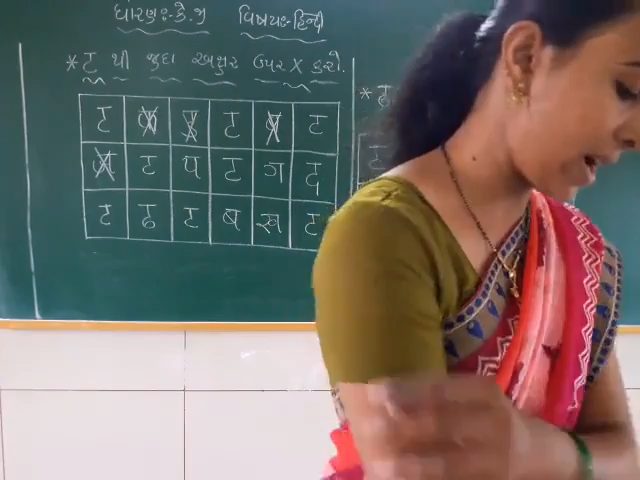 ધોરણ:-કે.જી વિષય:-હિન્દી
* ट થી જુદા અક્ષર ઉપર X કરો.
ट ट ट
ट प ट ग द
ट ढ ट ब ख ट